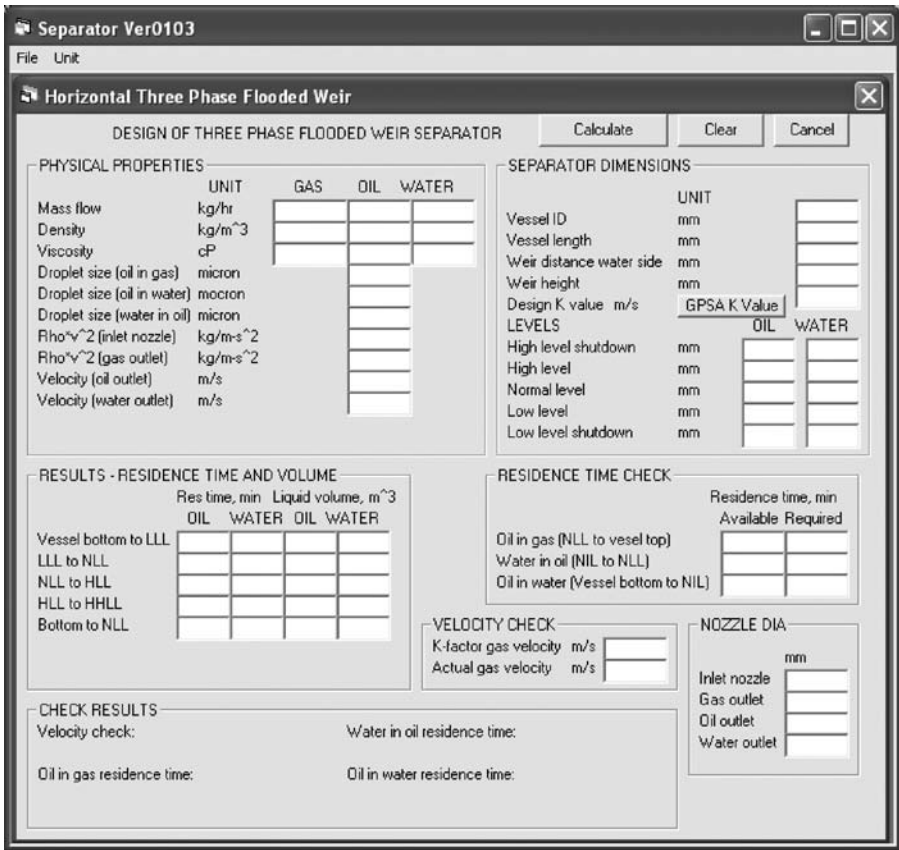 Separator Ver0103
File Unit
Horizontal Three Phase Flooded Weir
DESIGN OF THREE PHASE FLOODED WEIR SEPARATOR
Calculate Clear Cancel
PHYSICAL PROPERTIES
UNIT GAS OIL WATER
Mass flow kg/hr
Density kg/m^3
Viscosity cP
Droplet size (oil in gas) micron
Droplet size (oil in water) mocron
Droplet size (water in oil) micron
Rho*v^2 (inlet nozzle) kg/m-s^2
Rho*v^2 (gas outlet) kg/m-s^2
Velocity (oil outlet) m/s
Velocity (water outlet) m/s
SEPARATOR DIMENSIONS
UNIT
Vessel ID mm
Vessel length mm
Weir distance water side mm
Weir height mm
Design K value m/s GPSA K Value
LEVELS OIL WATER
High level shutdown mm
High level mm
Normal level mm
Low level mm
Low level shutdown mm
RESULTS - RESIDENCE TIME AND VOLUME
Res time, min Liquid volume, m^3
OIL WATER OIL WATER
Vessel bottom to LLL
LLL to NLL
NLL to HLL
HLL to HHLL
Bottom to NLL
RESIDENCE TIME CHECK
Residence time, min
Available Required
Oil in gas (NLL to vesel top)
Water in oil (NIL to NLL)
Oil in water (Vessel bottom to NIL)
VELOCITY CHECK
K-factor gas velocity m/s
Actual gas velocity m/s
NOZZLE DIA
mm
Inlet nozzle
Gas outlet
Oil outlet
Water outlet
CHECK RESULTS
Velocity check: Water in oil residence time:
Oil in gas residence time: Oil in water residence time: